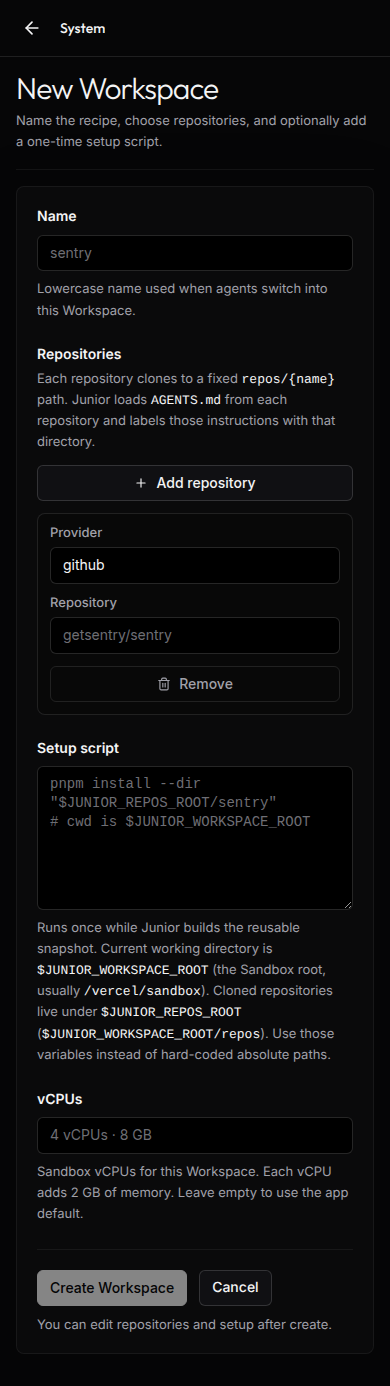 System
New Workspace
Name the recipe, choose repositories, and optionally add
a one-time setup script.
Name
sentry
Lowercase name used when agents switch into
this Workspace.
Repositories
Each repository clones to a fixed repos/{name}
path. Junior loads AGENTS.md from each
repository and labels those instructions with that
directory.
+ Add repository
Provider
github
Repository
getsentry/sentry
Remove
Setup script
pnpm install --dir
"$JUNIOR_REPOS_ROOT/sentry"
# cwd is $JUNIOR_WORKSPACE_ROOT
Runs once while Junior builds the reusable
snapshot. Current working directory is
$JUNIOR_WORKSPACE_ROOT (the Sandbox root,
usually /vercel/sandbox). Cloned repositories
live under $JUNIOR_REPOS_ROOT
($JUNIOR_WORKSPACE_ROOT/repos). Use those
variables instead of hard-coded absolute paths.
vCPUs
4 vCPUs · 8 GB
Sandbox vCPUs for this Workspace. Each vCPU
adds 2 GB of memory. Leave empty to use the app
default.
Create Workspace
Cancel
You can edit repositories and setup after create.